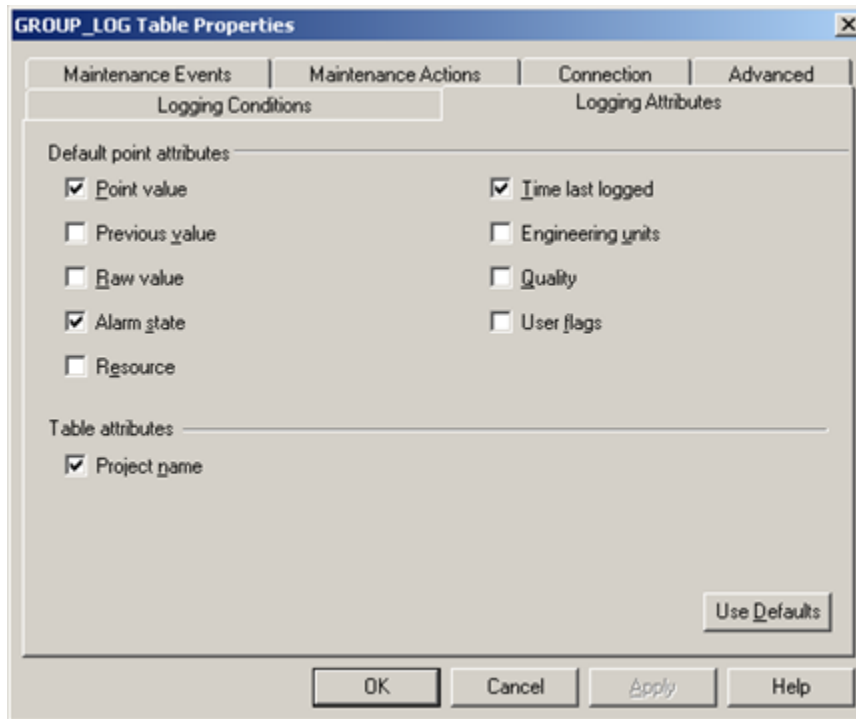 GROUP_LOG Table Properties
Maintenance Events Maintenance Actions Connection Advanced
Logging Conditions Logging Attributes
Default point attributes
Point value Time last logged
Previous value Engineering units
Raw value Quality
Alarm state User flags
Resource
Table attributes
Project name
Use Defaults
OK Cancel Apply Help